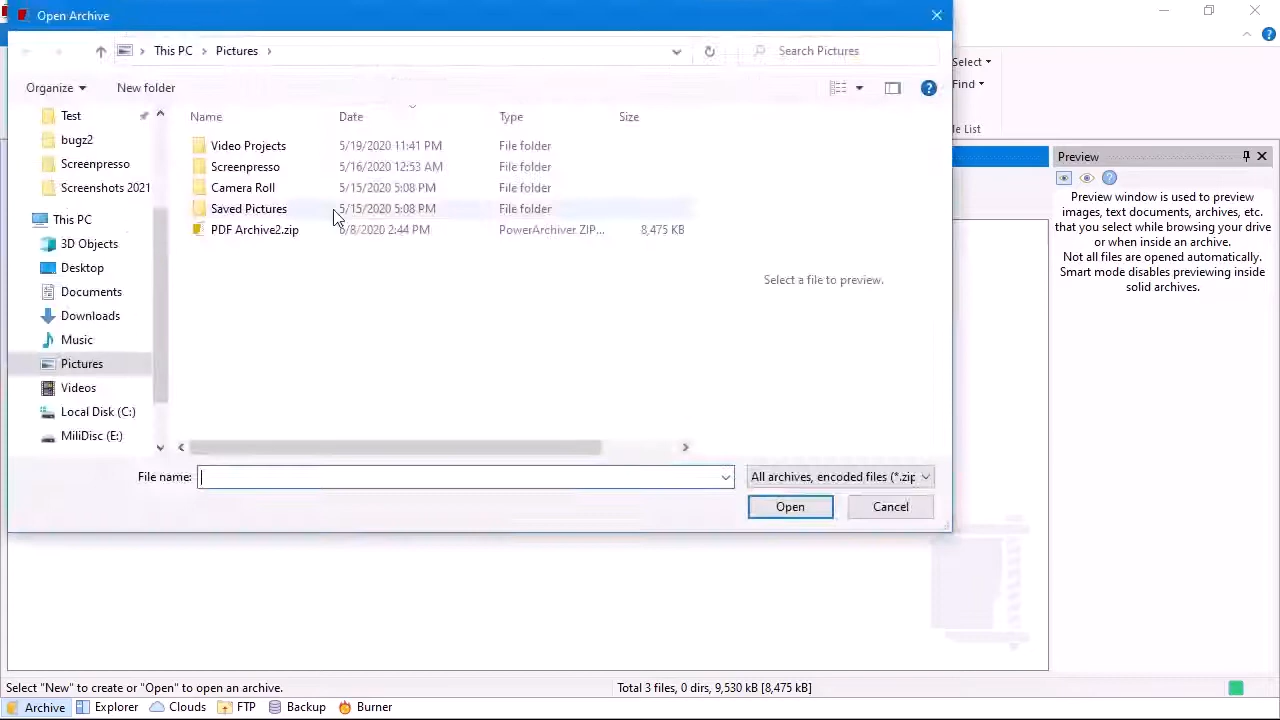 Open Archive
This PC > Pictures >
Search Pictures
Organize
New folder
Select
Find
le List
Test
bugz2
Screenpresso
Screenshots 2021
This PC
3D Objects
Desktop
Documents
Downloads
Music
Pictures
Videos
Local Disk (C:)
MiliDisc (E:)
Name Date Type Size
Video Projects 5/19/2020 11:41 PM File folder
Screenpresso 5/16/2020 12:53 AM File folder
Camera Roll 5/15/2020 5:08 PM File folder
Saved Pictures 5/15/2020 5:08 PM File folder
PDF Archive2.zip 6/8/2020 2:44 PM PowerArchiver ZIP... 8,475 KB
Select a file to preview.
File name:
All archives, encoded files (*.zip
Open
Cancel
Preview
Preview window is used to preview
images, text documents, archives, etc.
that you select while browsing your drive
or when inside an archive.
Not all files are opened automatically.
Smart mode disables previewing inside
solid archives.
Select "New" to create or "Open" to open an archive.
Total 3 files, 0 dirs, 9,530 kB [8,475 kB]
Archive Explorer Clouds FTP Backup Burner